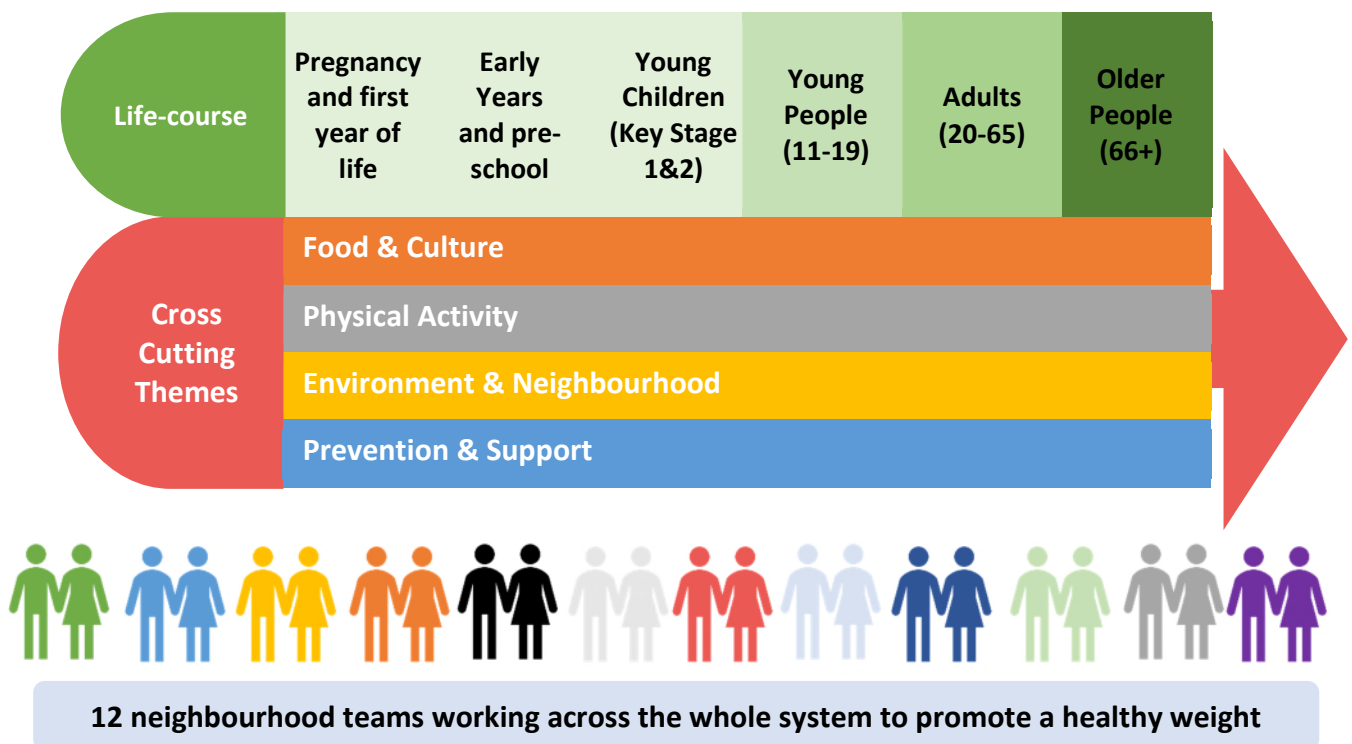 Life-course
Pregnancy
and first
year of
life
Early
Years
and pre-
school
Young
Children
(Key Stage
1&2)
Young
People
(11-19)
Adults
(20-65)
Older
People
(66+)
Cross
Cutting
Themes
Food & Culture
Physical Activity
Environment & Neighbourhood
Prevention & Support
12 neighbourhood teams working across the whole system to promote a healthy weight